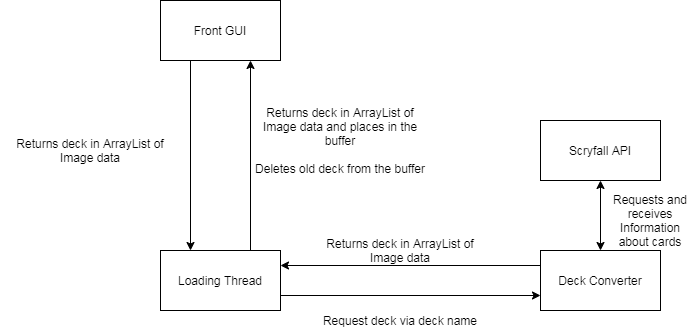 Front GUI
Returns deck in ArrayList of
Image data and places in the
buffer
Returns deck in ArrayList of
Image data
Deletes old deck from the buffer
Scryfall API
Requests and
receives
Information
about cards
Returns deck in ArrayList of
Image data
Loading Thread
Deck Converter
Request deck via deck name